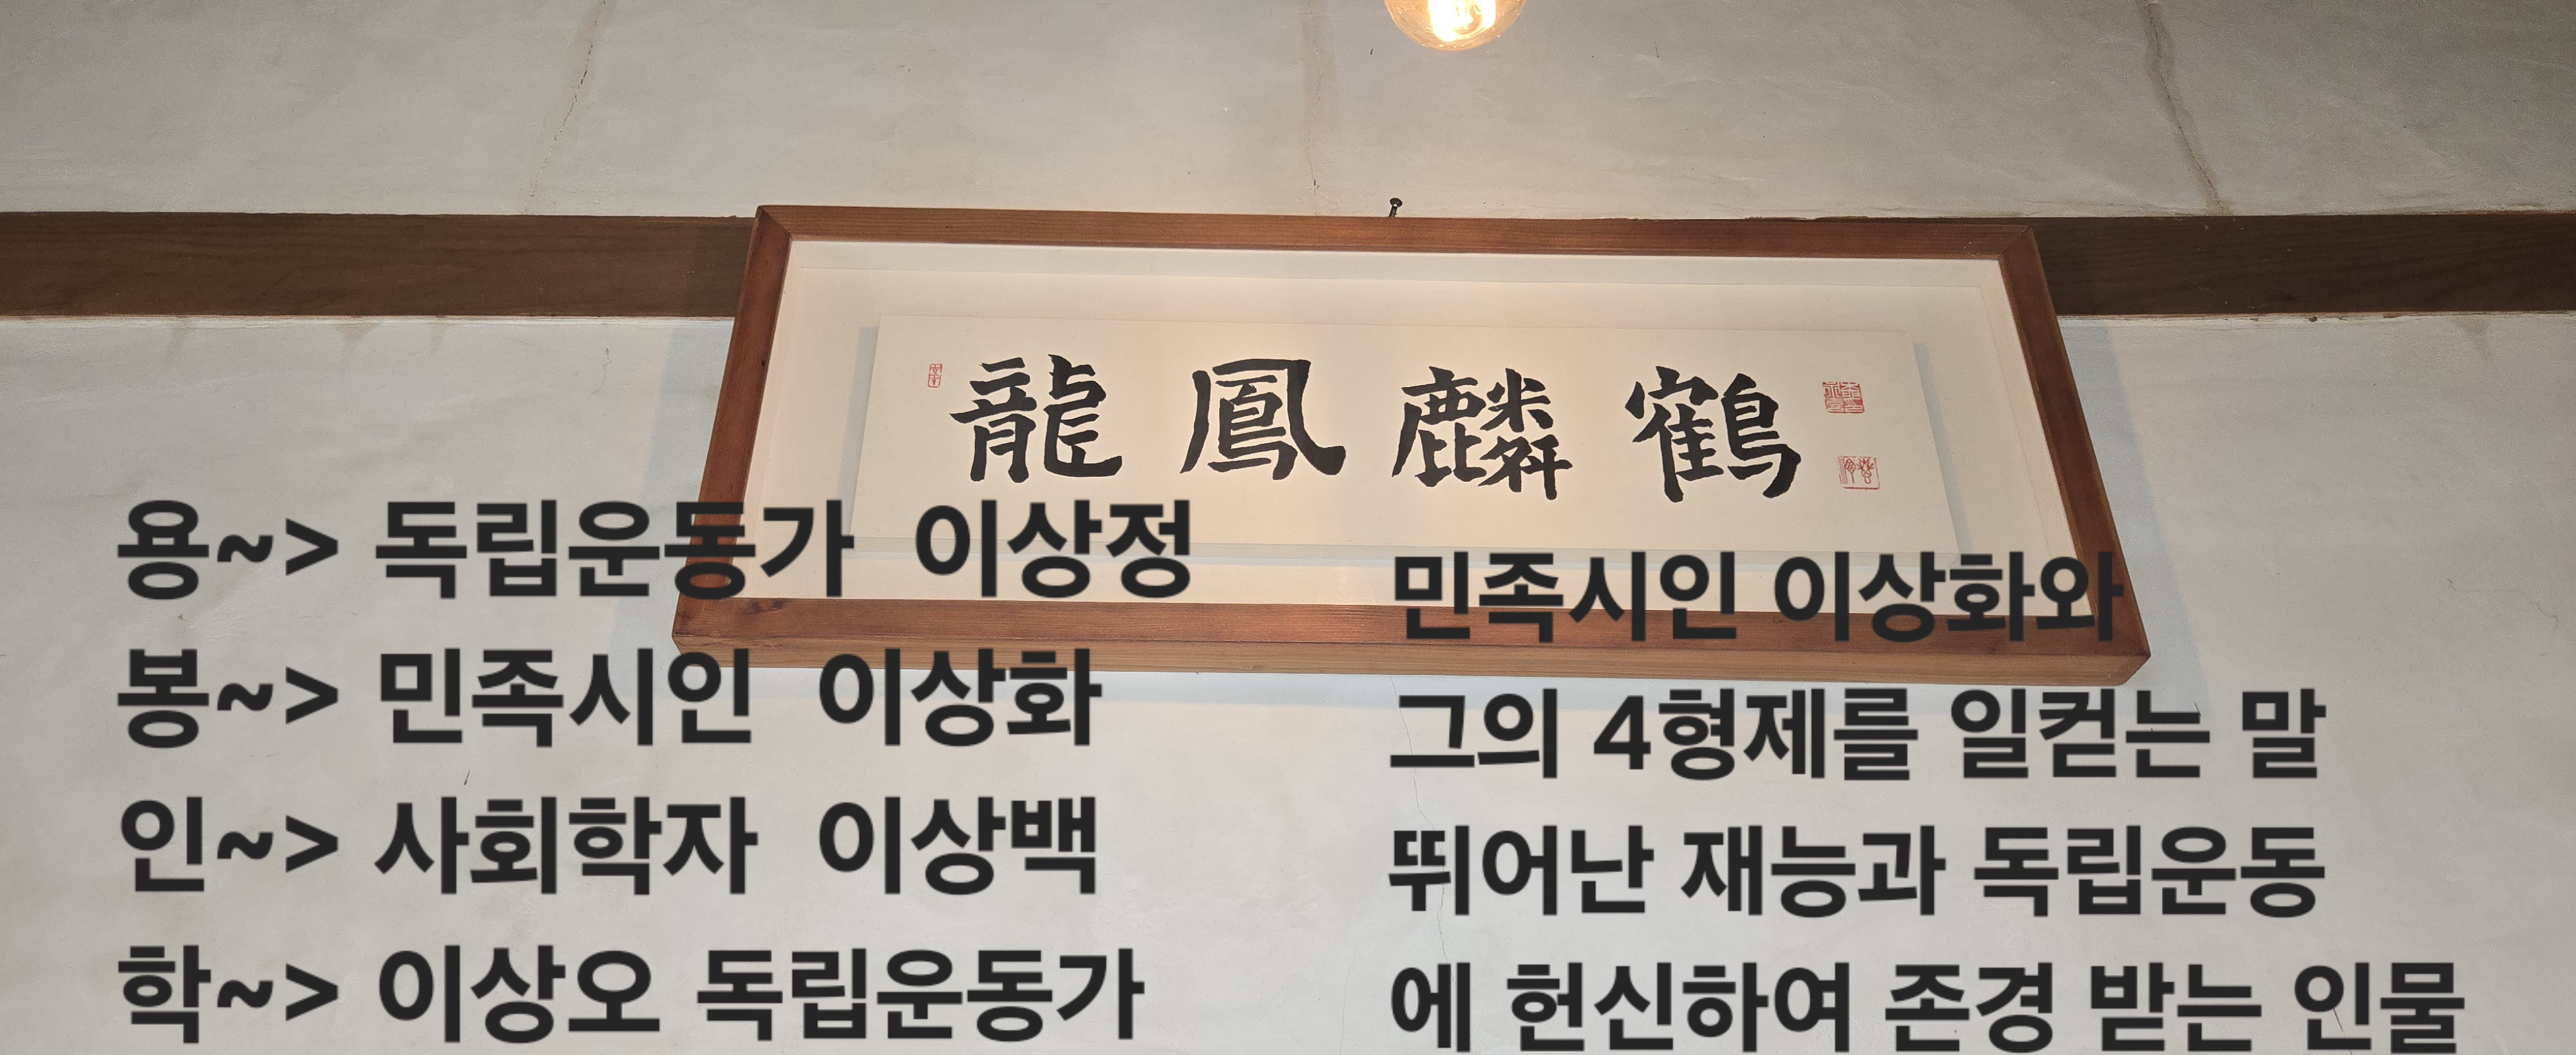 龍 鳳 麟 鶴
용~> 독립운동가 이상정
봉~> 민족시인 이상화
인~> 사회학자 이상백
학~> 이상오 독립운동가
민족시인 이상화와
그의 4형제를 일컫는 말
뛰어난 재능과 독립운동
에 헌신하여 존경 받는 인물